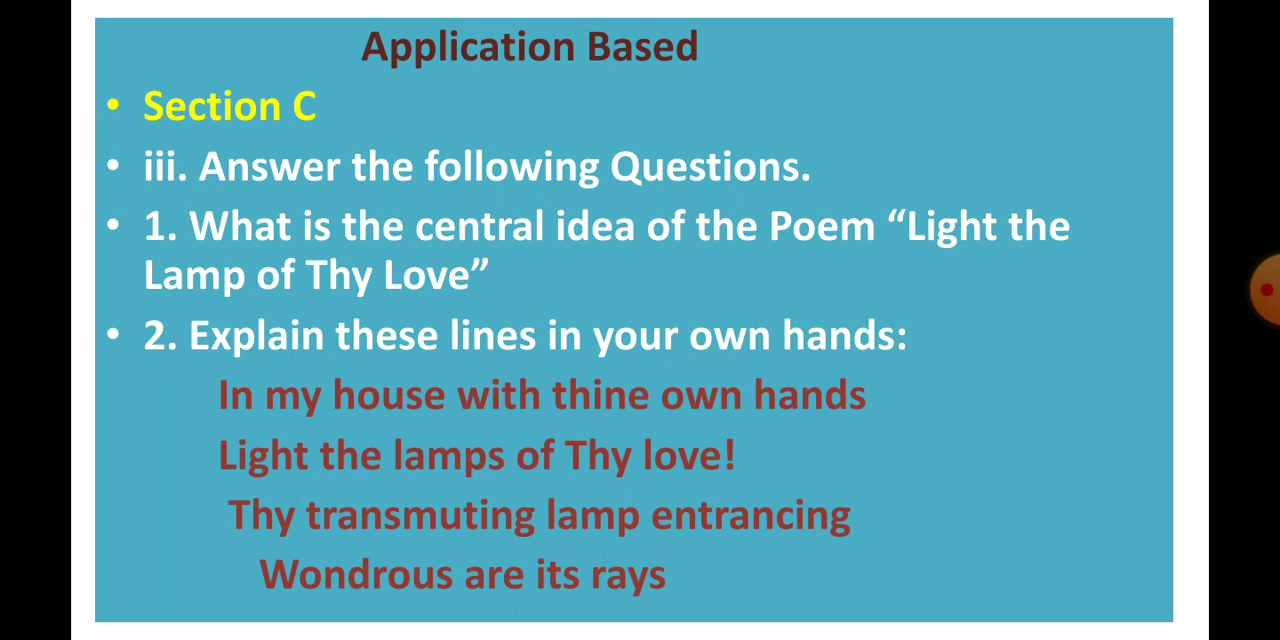 Application Based
• Section C
• iii. Answer the following Questions.
• 1. What is the central idea of the Poem “Light the
Lamp of Thy Love”
• 2. Explain these lines in your own hands:
In my house with thine own hands
Light the lamps of Thy love!
Thy transmuting lamp entrancing
Wondrous are its rays